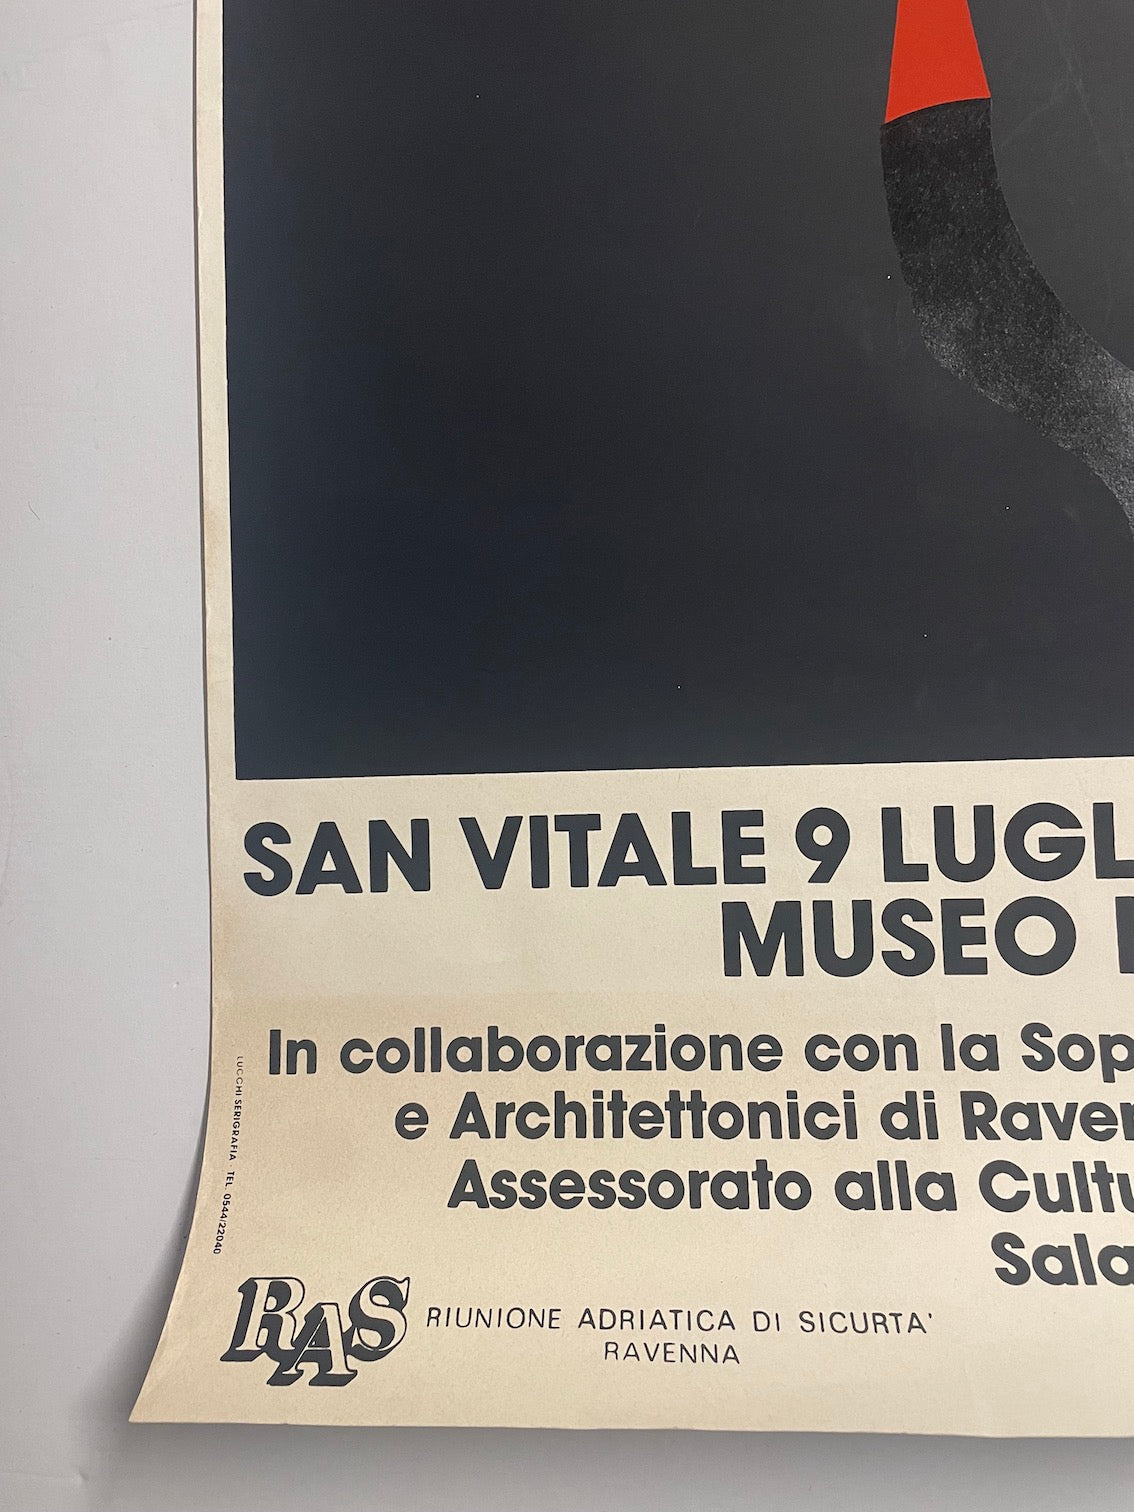 SAN VITALE 9 LUGL
MUSEO
In collaborazione con la Sop
e Architettonici di Raven
Assessorato alla Cultu
Sala
LUCCHI SERIGRAFIA TEL. 0544/22040
RAS RIUNIONE ADRIATICA DI SICURTA'
RAVENNA